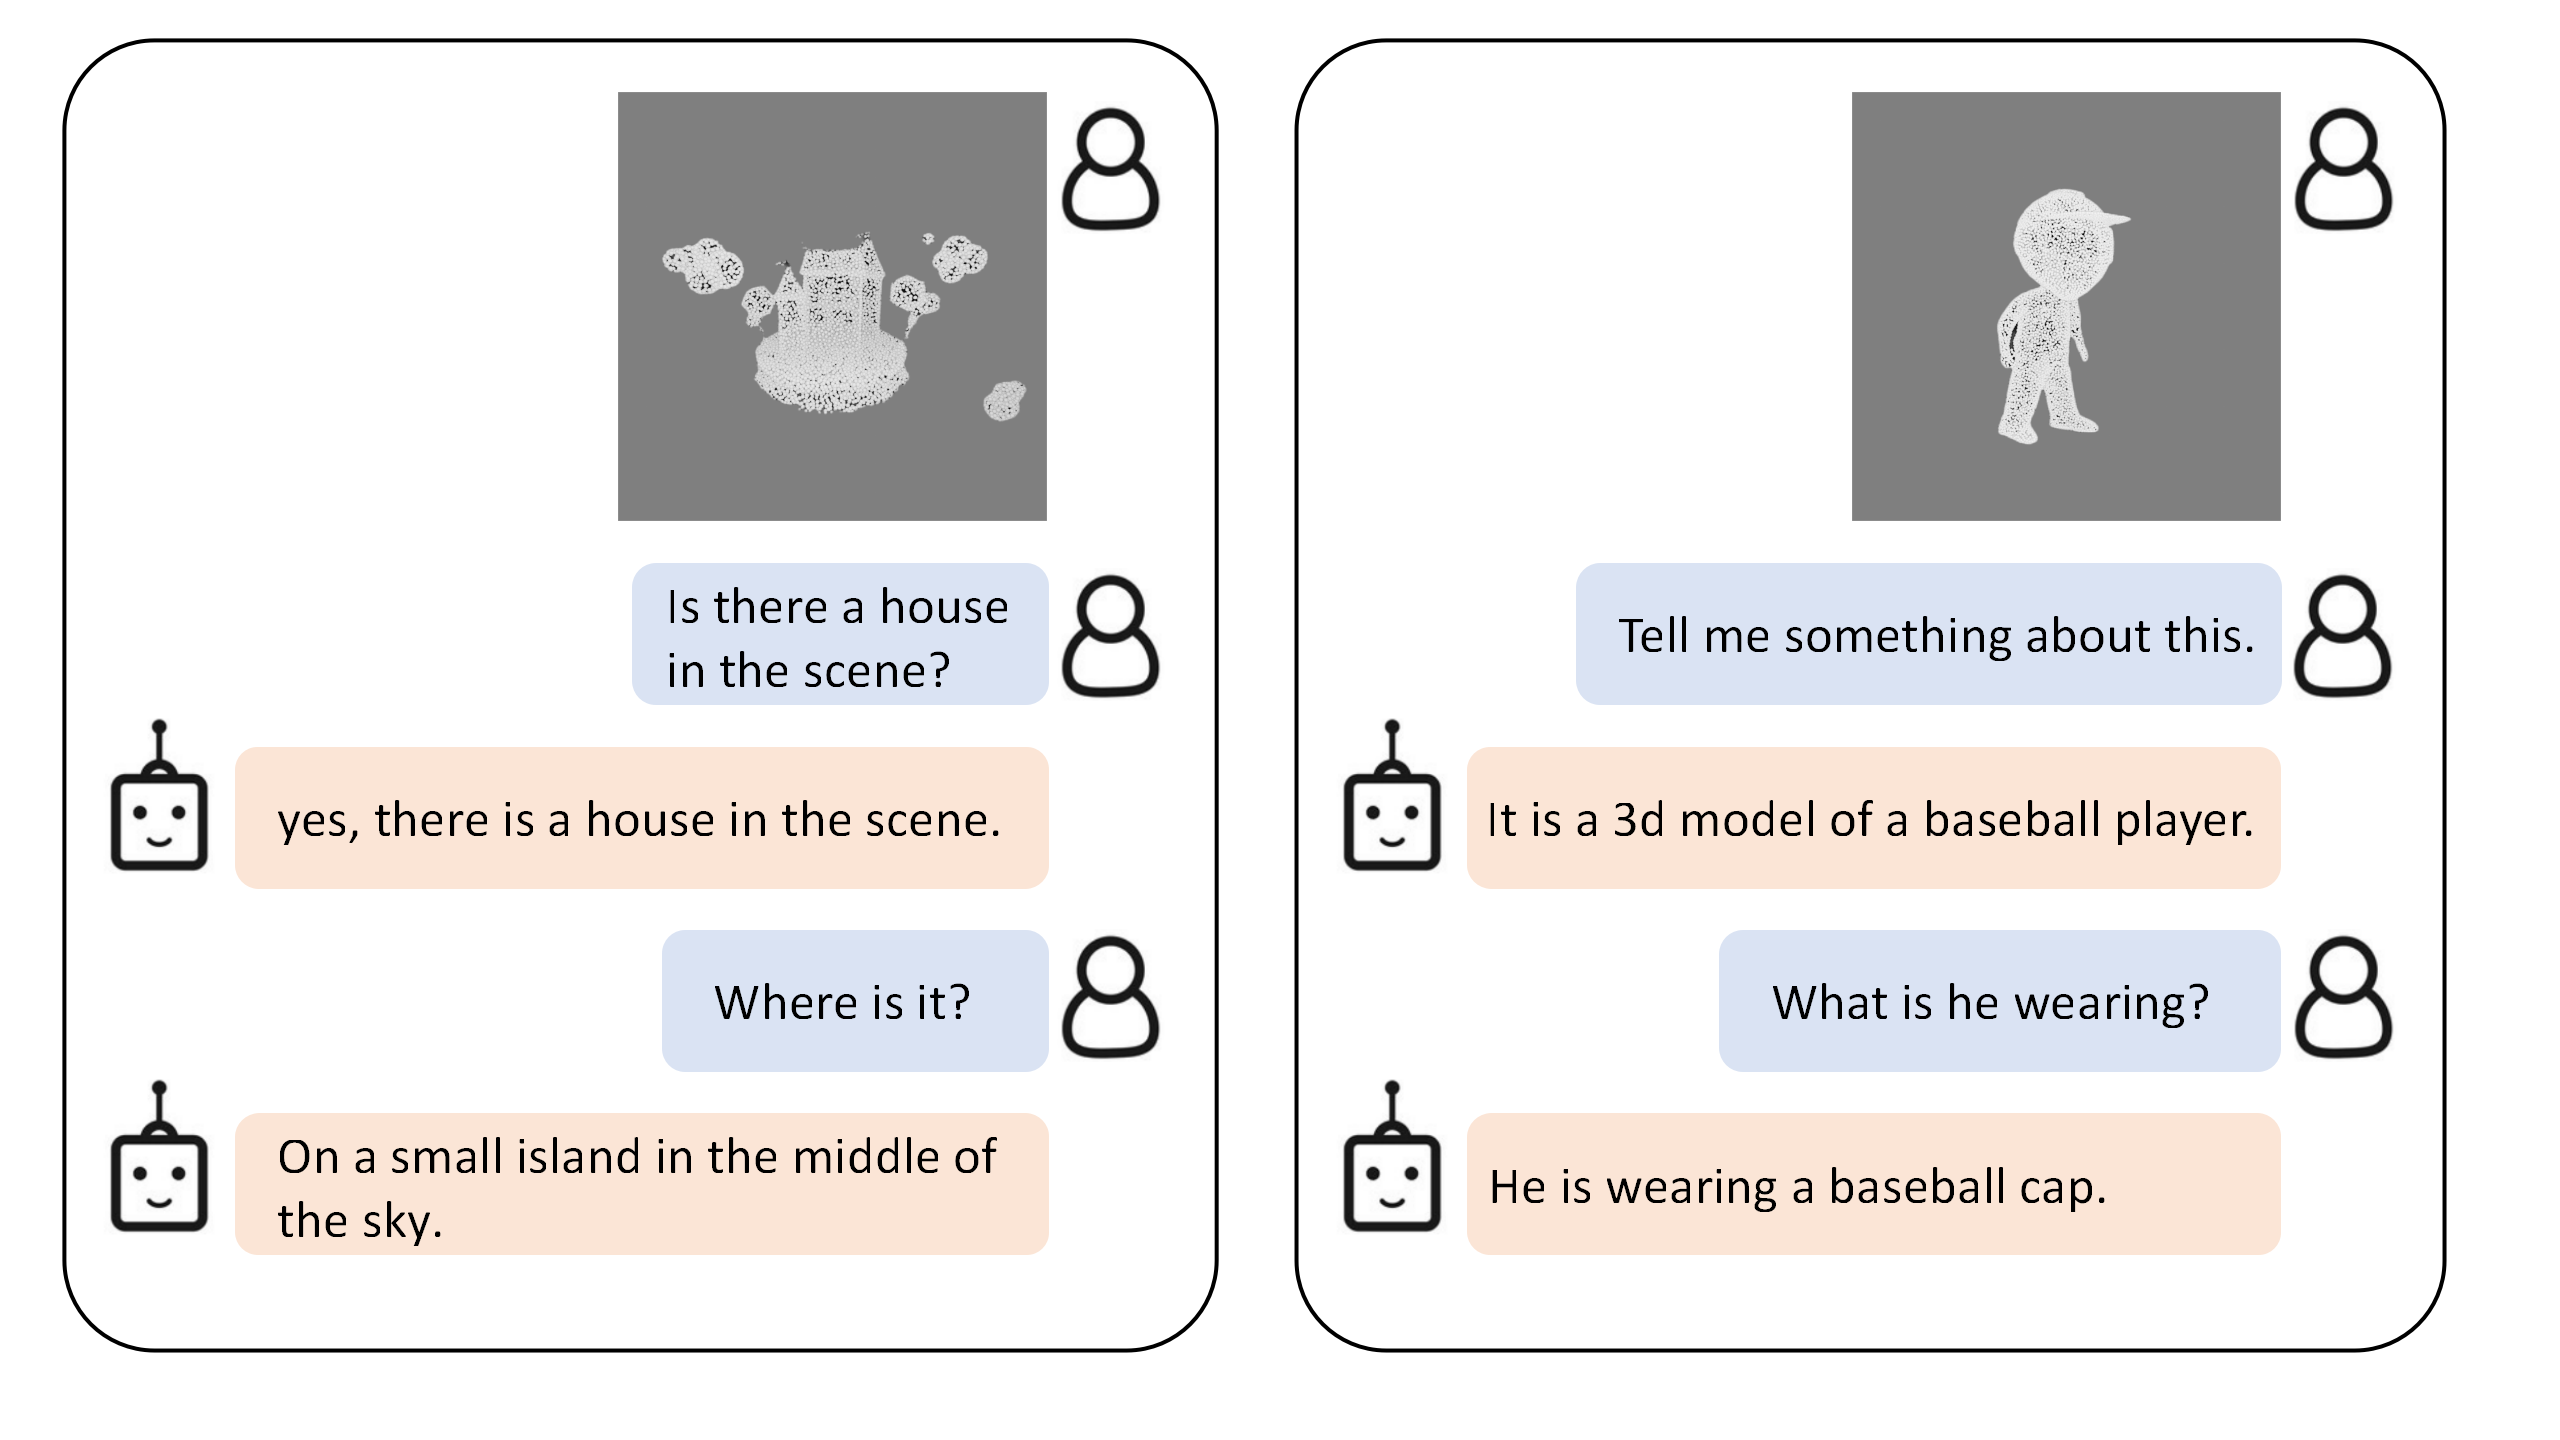 Is there a house
in the scene?
yes, there is a house in the scene.
Where is it?
On a small island in the middle of
the sky.
Tell me something about this.
It is a 3d model of a baseball player.
What is he wearing?
He is wearing a baseball cap.